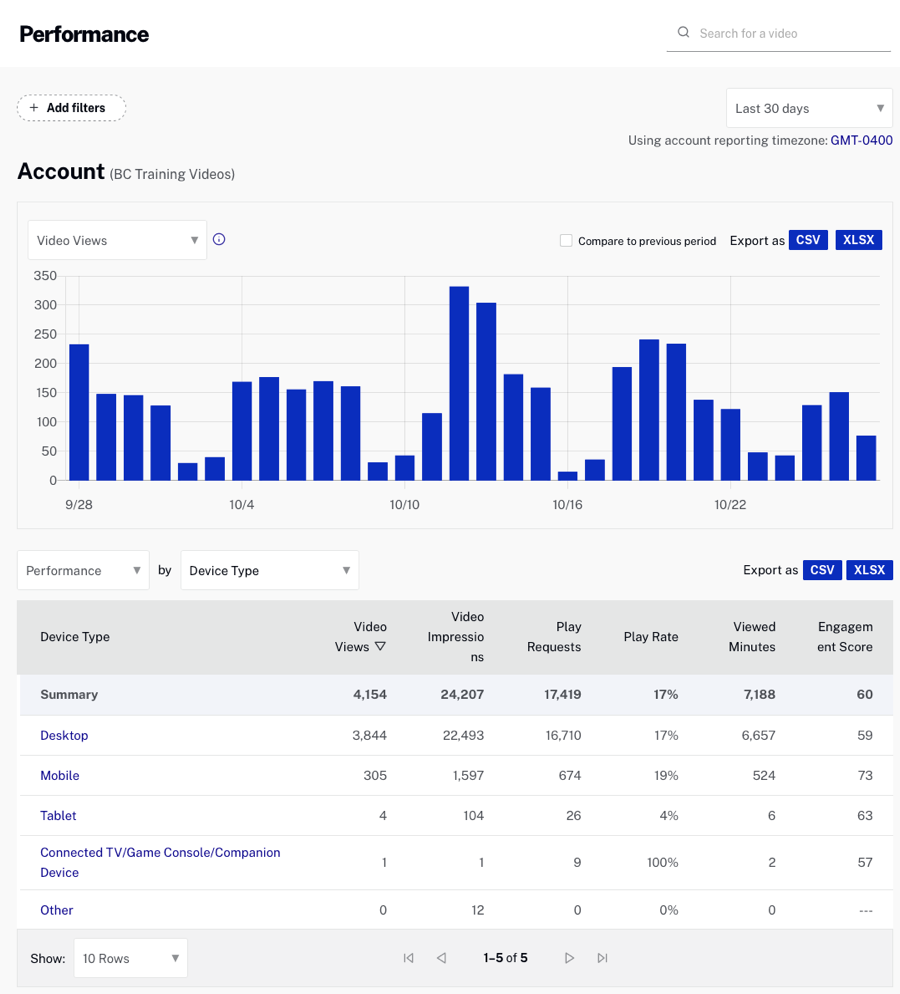 Performance
Search for a video
+ Add filters
Last 30 days
Using account reporting timezone: GMT-0400
Account (BC Training Videos)
Video Views
Compare to previous period Export as CSV XLSX
350
300
250
200
150
100
50
0
9/28 10/4 10/10 10/16 10/22
Performance by Device Type Export as CSV XLSX
Device Type Video Views Video Impressio ns Play Requests Play Rate Viewed Minutes Engagem ent Score
Summary 4,154 24,207 17,419 17% 7,188 60
Desktop 3,844 22,493 16,710 17% 6,657 59
Mobile 305 1,597 674 19% 524 73
Tablet 4 104 26 4% 6 63
Connected TV/Game Console/Companion
Device 1 1 9 100% 2 57
Other 0 12 0 0% 0 ---
Show: 10 Rows 1–5 of 5